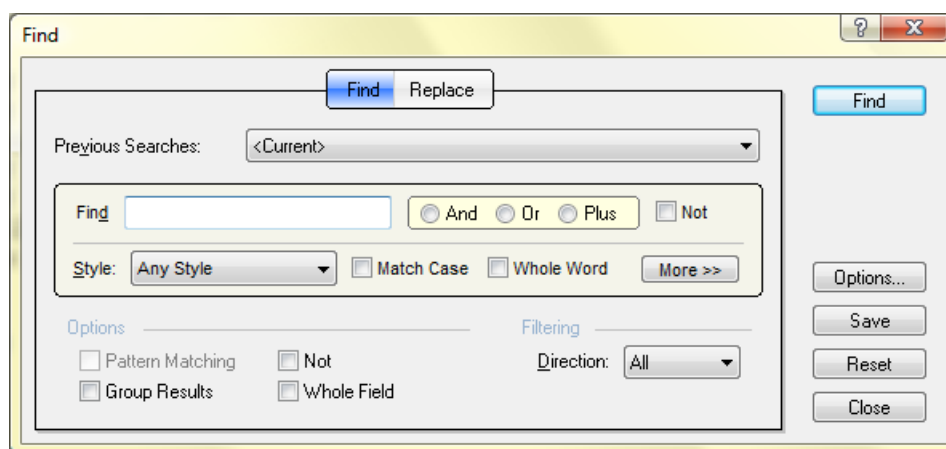 Find
Find Replace
Find
Previous Searches: <Current>
Find And Or Plus Not
Style: Any Style Match Case Whole Word More >>
Options...
Options Filtering
Save
Pattern Matching Not Direction: All
Reset
Group Results Whole Field
Close